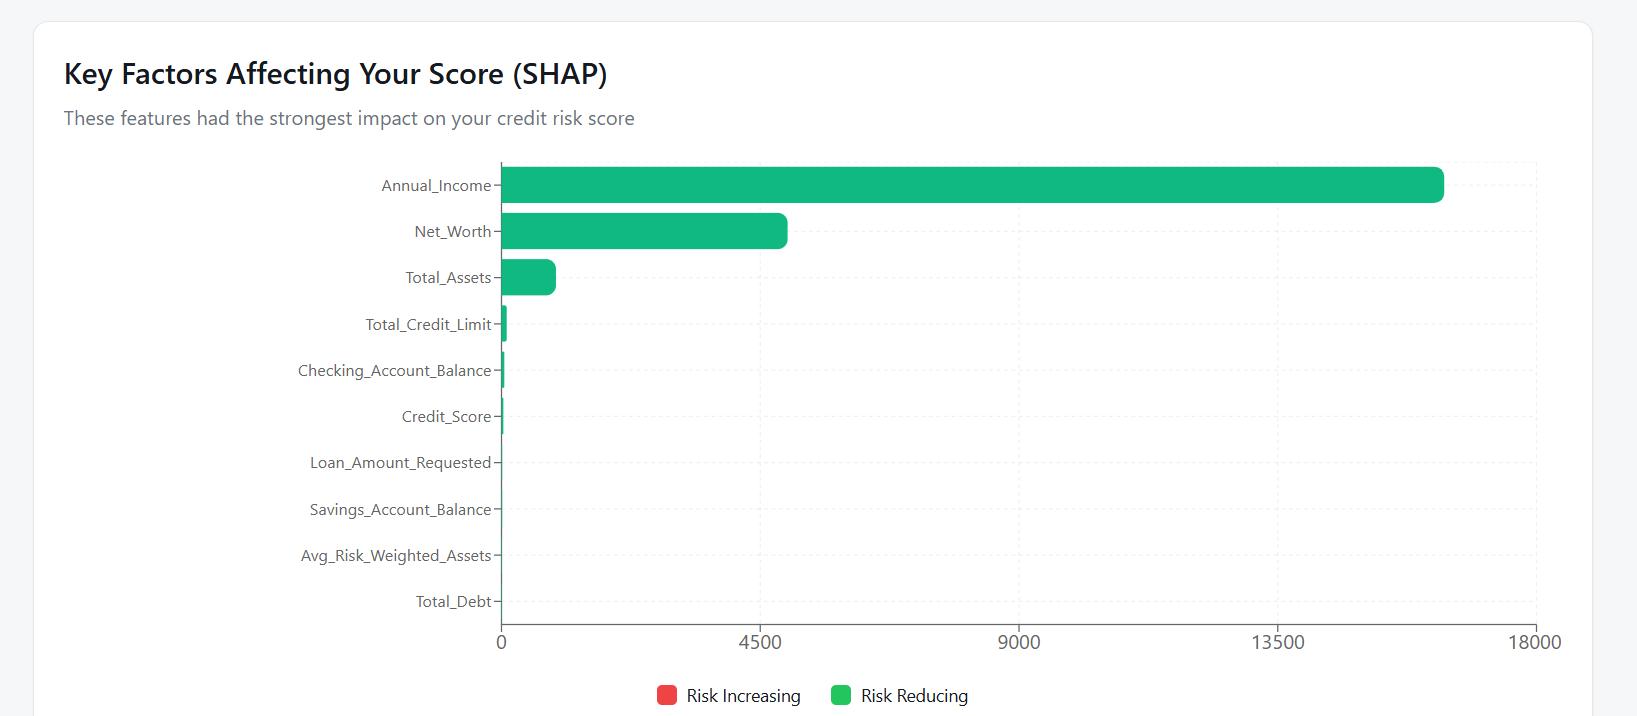 Key Factors Affecting Your Score (SHAP)
These features had the strongest impact on your credit risk score
Annual_Income
Net_Worth
Total_Assets
Total_Credit_Limit
Checking_Account_Balance
Credit_Score
Loan_Amount_Requested
Savings_Account_Balance
Avg_Risk_Weighted_Assets
Total_Debt
0 4500 9000 13500 18000
Risk Increasing Risk Reducing